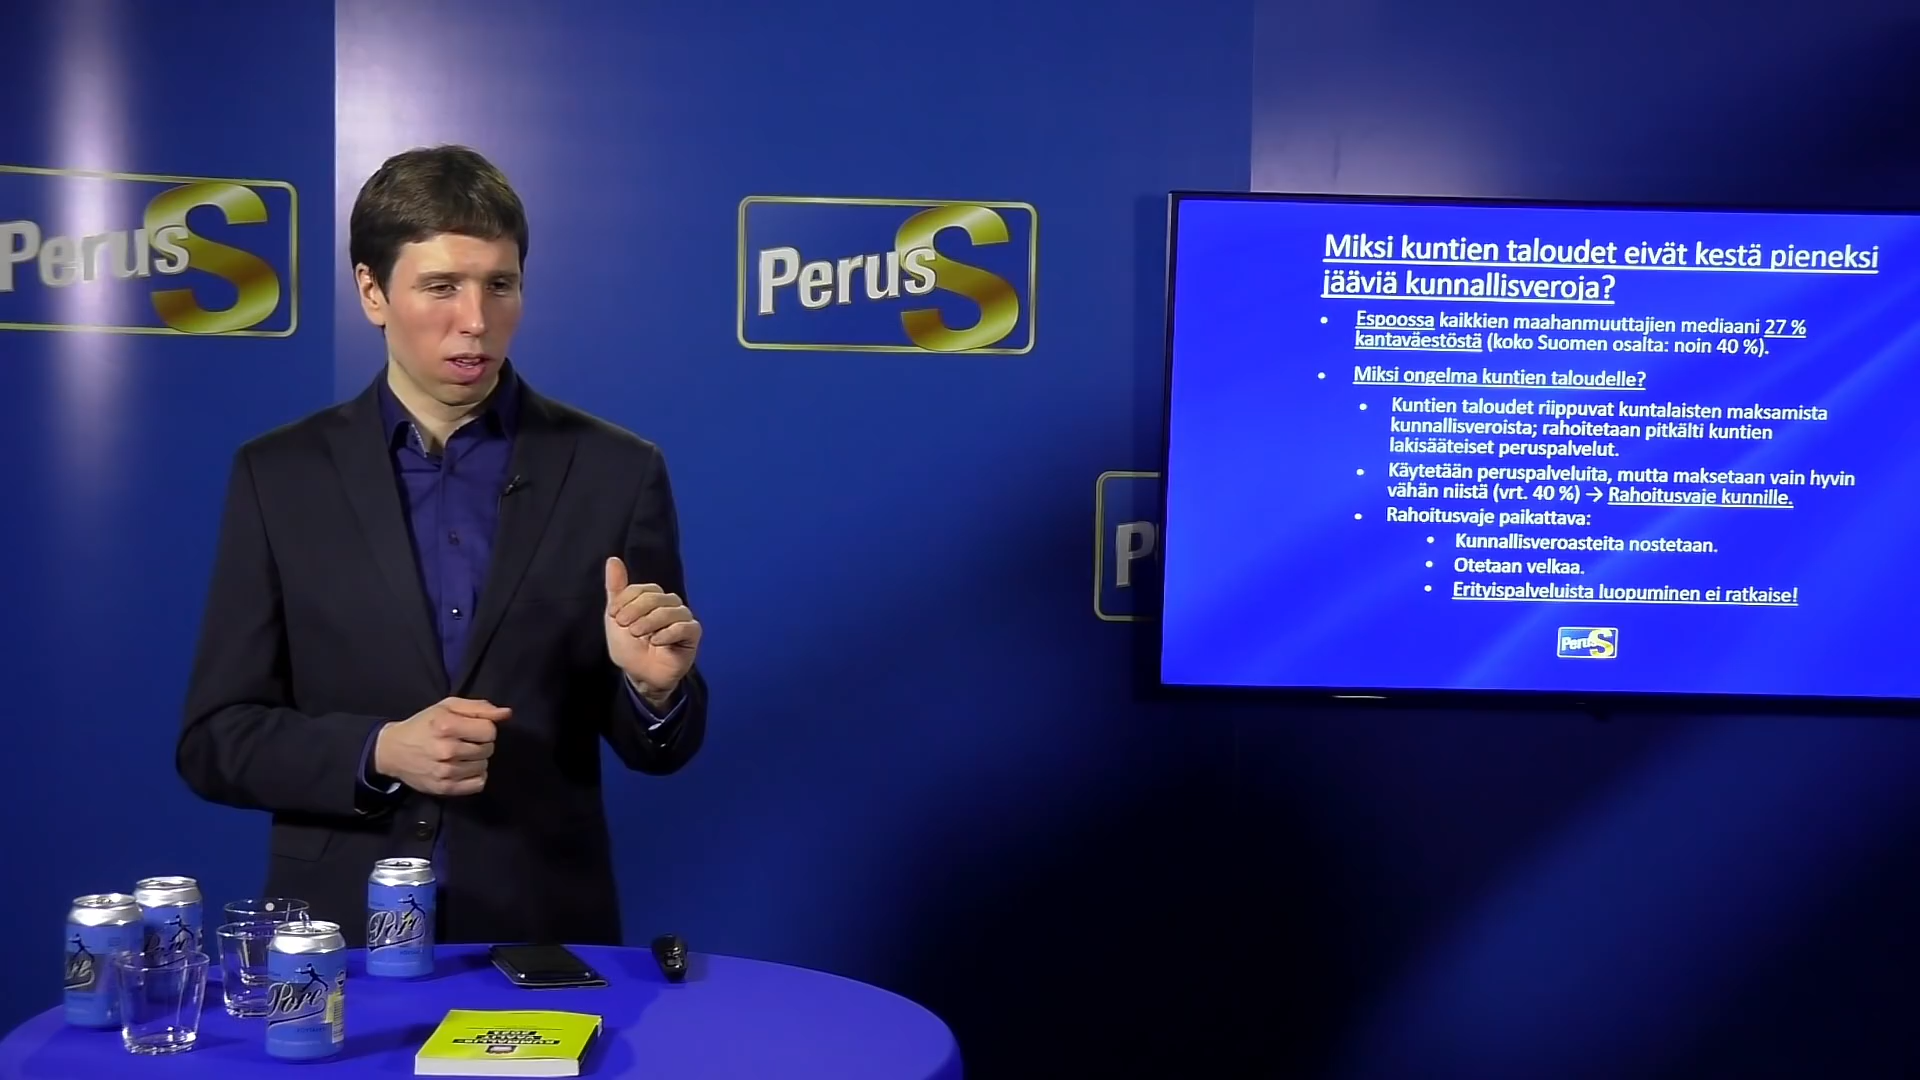 PerusS
PerusS
P
Miksi kuntien taloudet eivät kestä pieneksi
jääviä kunnallisveroja?
• Espoossa kaikkien maahanmuuttajien mediaani 27 %
kantaväestöstä (koko Suomen osalta: noin 40 %).
• Miksi ongelma kuntien taloudelle?
• Kuntien taloudet riippuvat kuntalaisten maksamista
kunnallisveroista; rahoitetaan pitkälti kuntien
lakisääteiset peruspalvelut.
• Käytetään peruspalveluita, mutta maksetaan vain hyvin
vähän niistä (vrt. 40 %) → Rahoitusvaje kunnille.
• Rahoitusvaje paikattava:
• Kunnallisveroasteita nostetaan.
• Otetaan velkaa.
• Erityispalveluista luopuminen ei ratkaise!
PerusS
Pore
Pore